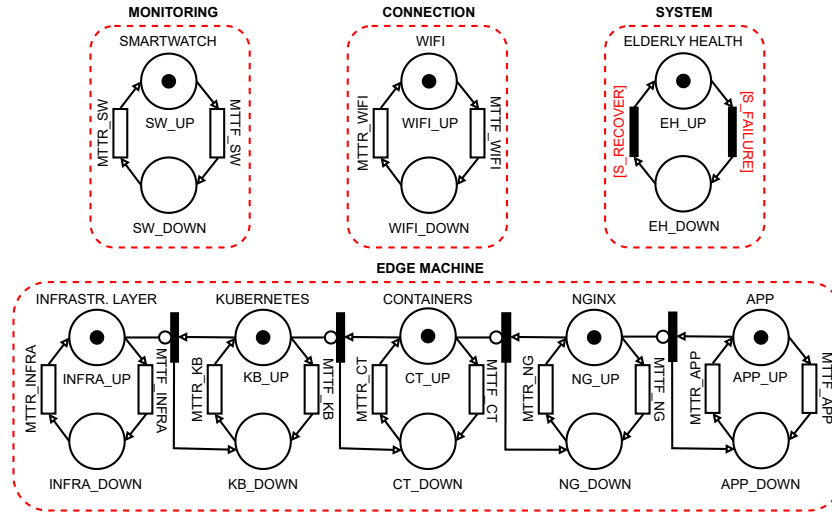 MONITORING
CONNECTION
SYSTEM
SMARTWATCH
WIFI
ELDERLY HEALTH
MTTR_SW
SW_UP
MTTF_SW
SW_DOWN
MTTR_WIFI
WIFI_UP
MTTF_WIFI
WIFI_DOWN
[S_RECOVER]
EH_UP
[S_FAILURE]
EH_DOWN
EDGE MACHINE
INFRASTR. LAYER
KUBERNETES
CONTAINERS
NGINX
APP
MTTR_INFRA
INFRA_UP
MTTF_INFRA
INFRA_DOWN
MTTR_KB
KB_UP
MTTF_KB
KB_DOWN
MTTR_CT
CT_UP
MTTF_CT
CT_DOWN
MTTR_NG
NG_UP
MTTF_NG
NG_DOWN
MTTR_APP
APP_UP
MTTF_APP
APP_DOWN